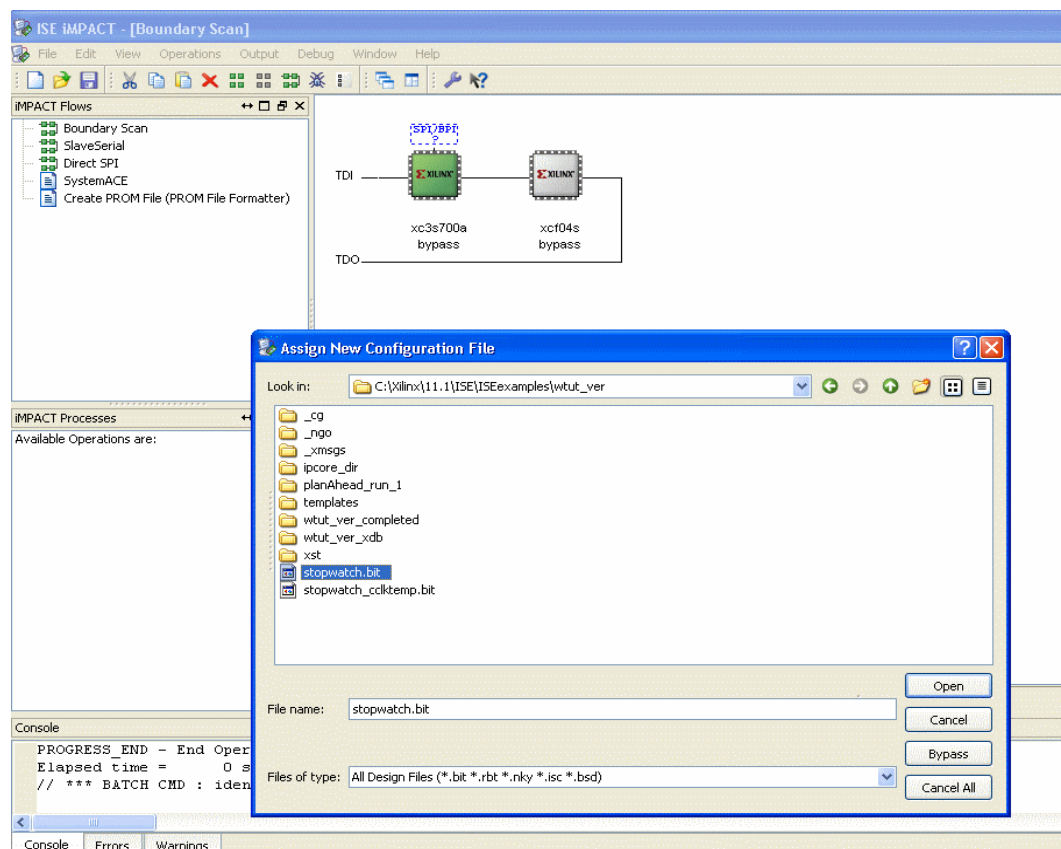 ISE iMPACT - [Boundary Scan]
File Edit View Operations Output Debug Window Help
iMPACT Flows
Boundary Scan
SlaveSerial
Direct SPI
SystemACE
Create PROM File (PROM File Formatter)
SPI/BPI
?
TDI
XILINX
XILINX
xc3s700a
bypass
xcf04s
bypass
TDO
Assign New Configuration File
Look in:
C:\Xilinx\11.1\ISE\ISEexamples\wtut_ver
_cg
_ngo
_xmsgs
ipcore_dir
planAhead_run_1
templates
wtut_ver_completed
wtut_ver_xdb
xst
stopwatch.bit
stopwatch_cclktemp.bit
Open
File name:
stopwatch.bit
Cancel
Bypass
Files of type:
All Design Files (*.bit *.rbt *.nky *.isc *.bsd)
Cancel All
iMPACT Processes
Available Operations are:
Console
PROGRESS_END - End Oper
Elapsed time = 0 s
// *** BATCH CMD : iden
Console Errors Warnings